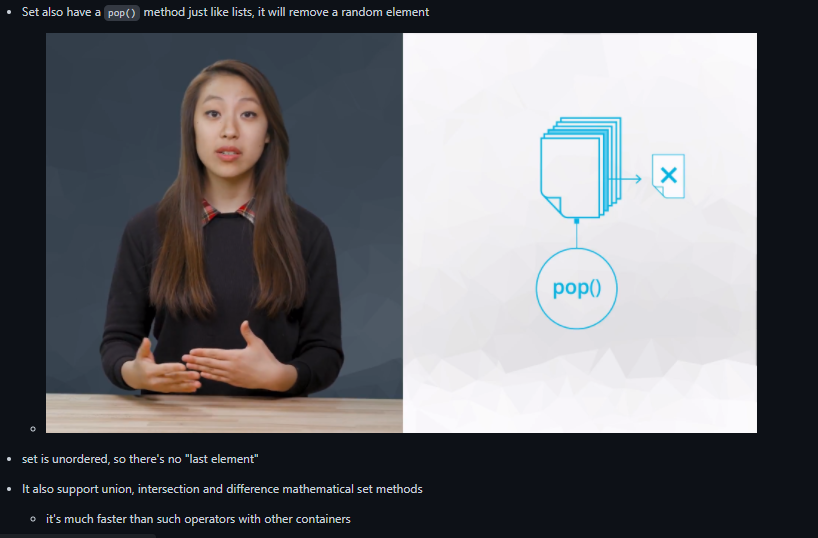 Set also have a pop() method just like lists, it will remove a random element
pop()
set is unordered, so there's no "last element"
It also support union, intersection and difference mathematical set methods
it's much faster than such operators with other containers